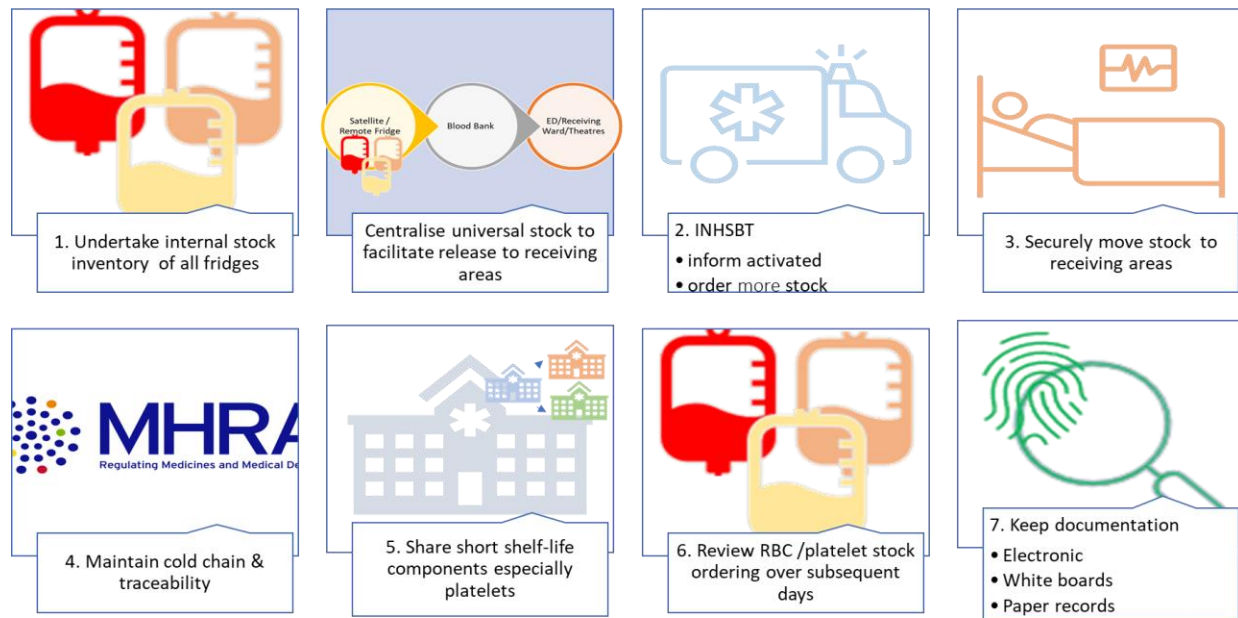 1. Undertake internal stock
inventory of all fridges
Satellite /
Remote Fridge
Blood Bank
ED/Receiving
Ward/Theatres
Centralise universal stock to
facilitate release to receiving
areas
2. INHSBT
• inform activated
• order more stock
3. Securely move stock to
receiving areas
MHRA
Regulating Medicines and Medical De
4. Maintain cold chain &
traceability
5. Share short shelf-life
components especially
platelets
6. Review RBC /platelet stock
ordering over subsequent
days
7. Keep documentation
• Electronic
• White boards
• Paper records